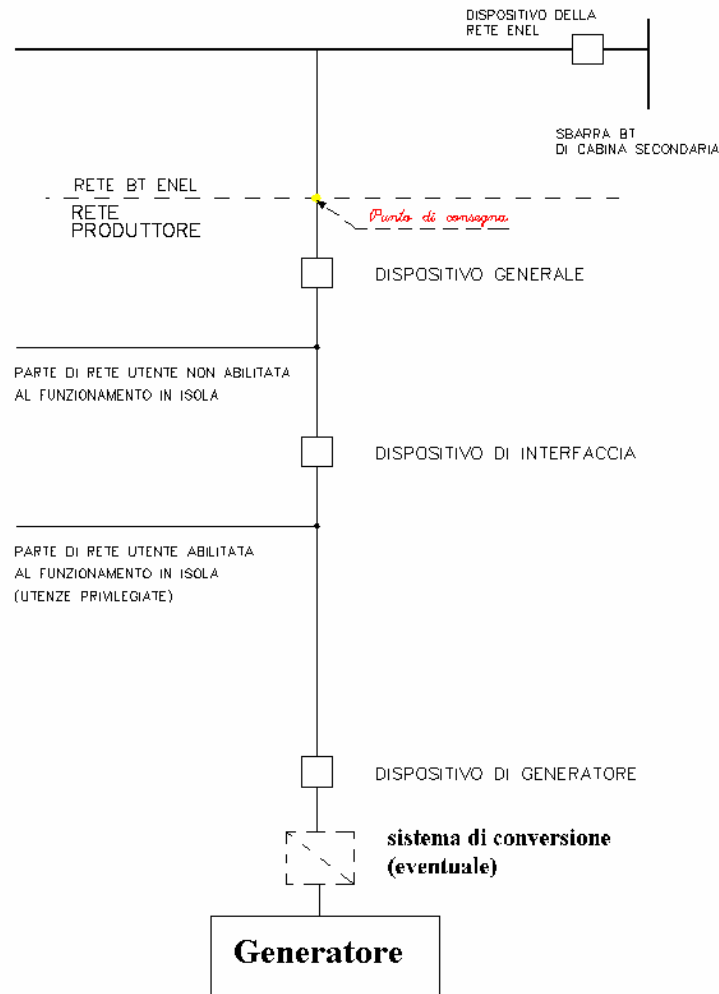 DISPOSITIVO DELLA
RETE ENEL
SBARRA BT
DI CABINA SECONDARIA
RETE BT ENEL
RETE
PRODUTTORE
Punto di consegna
DISPOSITIVO GENERALE
PARTE DI RETE UTENTE NON ABILITATA
AL FUNZIONAMENTO IN ISOLA
DISPOSITIVO DI INTERFACCIA
PARTE DI RETE UTENTE ABILITATA
AL FUNZIONAMENTO IN ISOLA
(UTENZE PRIVILEGIATE)
DISPOSITIVO DI GENERATORE
sistema di conversione
(eventuale)
Generatore